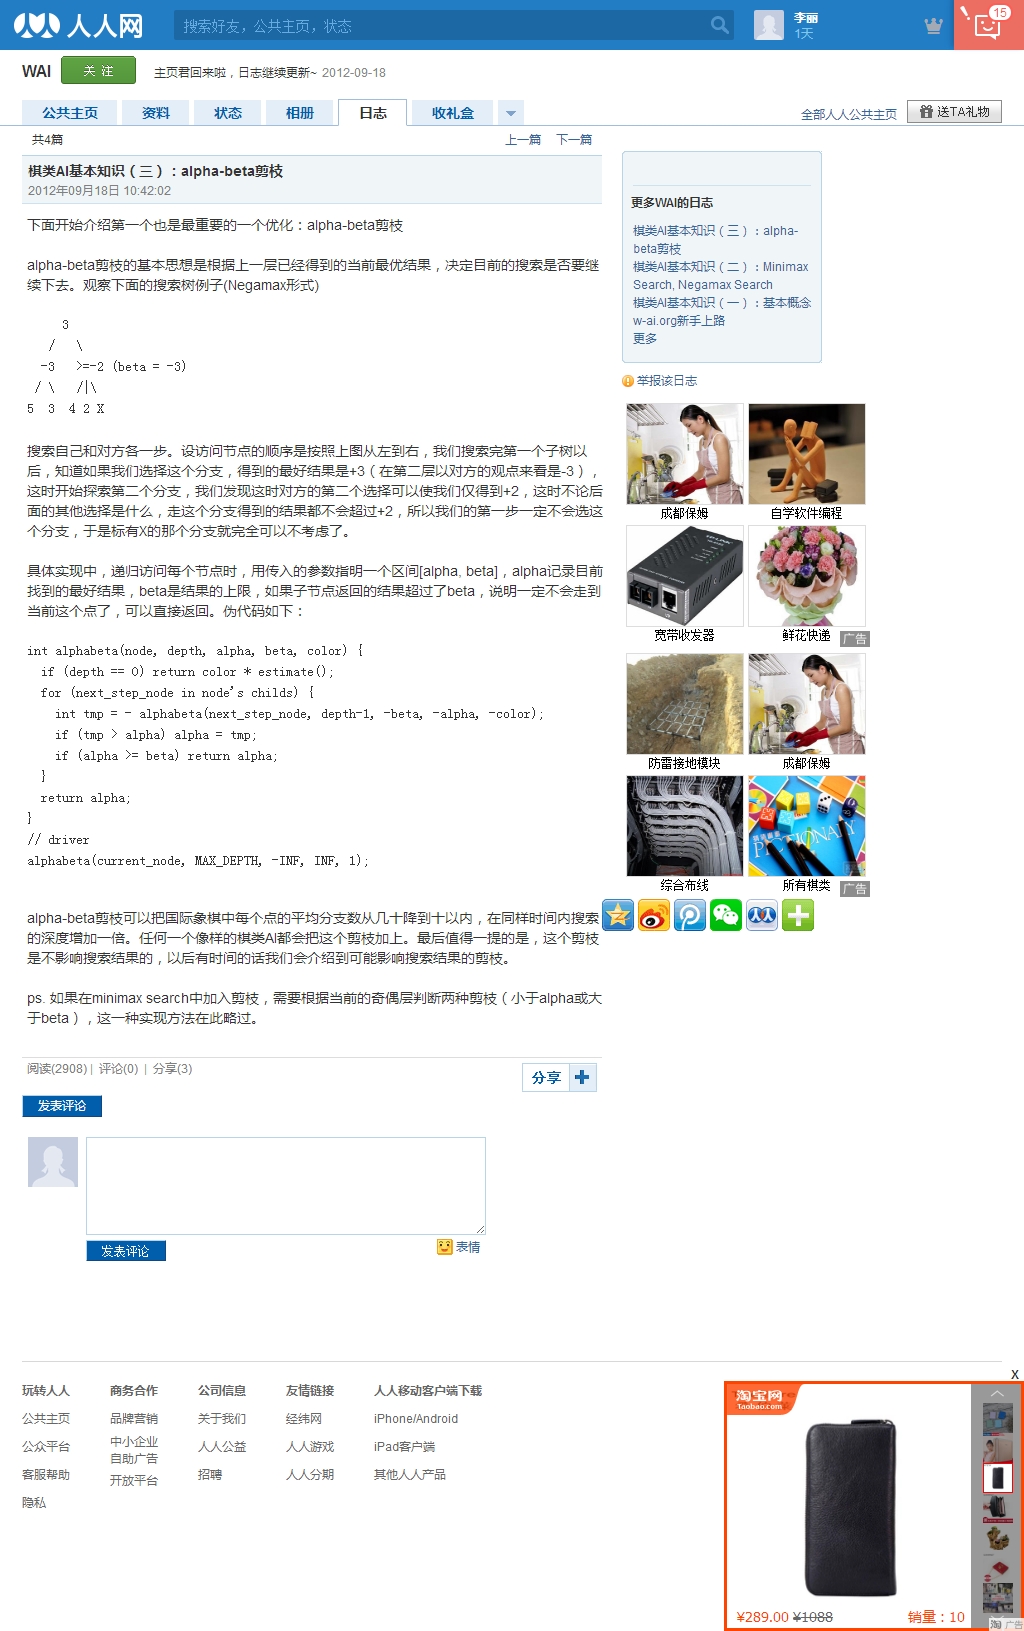 人人网
搜索好友，公共主页，状态
李丽
1天
15
WAI
关 注
主页君回来啦，日志继续更新~ 2012-09-18
公共主页
资料
状态
相册
日志
收礼盒
全部人人公共主页
送TA礼物
共4篇
上一篇 下一篇
棋类AI基本知识（三）：alpha-beta剪枝
2012年09月18日 10:42:02
下面开始介绍第一个也是最重要的一个优化：alpha-beta剪枝
alpha-beta剪枝的基本思想是根据上一层已经得到的当前最优结果，决定目前的搜索是否要继
续下去。观察下面的搜索树例子(Negamax形式)
3
/ \
-3 >=-2 (beta = -3)
/ \ /|\
5 3 4 2 X
搜索自己和对方各一步。设访问节点的顺序是按照上图从左到右，我们搜索完第一个子树以
后，知道如果我们选择这个分支，得到的最好结果是+3（在第二层以对方的观点来看是-3），
这时开始探索第二个分支，我们发现这时对方的第二个选择可以使我们仅得到+2，这时不论后
面的其他选择是什么，走这个分支得到的结果都不会超过+2，所以我们的第一步一定不会选这
个分支，于是标有X的那个分支就完全可以不考虑了。
具体实现中，递归访问每个节点时，用传入的参数指明一个区间[alpha, beta]，alpha记录目前
找到的最好结果，beta是结果的上限，如果子节点返回的结果超过了beta，说明一定不会走到
当前这个点了，可以直接返回。伪代码如下：
int alphabeta(node, depth, alpha, beta, color) {
if (depth == 0) return color * estimate();
for (next_step_node in node's childs) {
int tmp = - alphabeta(next_step_node, depth-1, -beta, -alpha, -color);
if (tmp > alpha) alpha = tmp;
if (alpha >= beta) return alpha;
}
return alpha;
}
// driver
alphabeta(current_node, MAX_DEPTH, -INF, INF, 1);
alpha-beta剪枝可以把国际象棋中每个点的平均分支数从几十降到十以内，在同样时间内搜索
的深度增加一倍。任何一个像样的棋类AI都会把这个剪枝加上。最后值得一提的是，这个剪枝
是不影响搜索结果的，以后有时间的话我们会介绍到可能影响搜索结果的剪枝。
ps. 如果在minimax search中加入剪枝，需要根据当前的奇偶层判断两种剪枝（小于alpha或大
于beta），这一种实现方法在此略过。
阅读(2908) | 评论(0) | 分享(3)
分享
发表评论
发表评论
表情
更多WAI的日志
棋类AI基本知识（三）：alpha-
beta剪枝
棋类AI基本知识（二）：Minimax
Search, Negamax Search
棋类AI基本知识（一）：基本概念
w-ai.org新手上路
更多
举报该日志
成都保姆
自学软件编程
宽带收发器
鲜花快递
广告
防雷接地模块
成都保姆
PICTIONARY
综合布线
所有棋类
广告
玩转人人
公共主页
公众平台
客服帮助
隐私
商务合作
品牌营销
中小企业
自助广告
开放平台
公司信息
关于我们
人人公益
招聘
友情链接
经纬网
人人游戏
人人分期
人人移动客户端下载
iPhone/Android
iPad客户端
其他人人产品
X
淘宝网
Taobao.com
¥289.00 ¥1088
销量：10
淘 广告